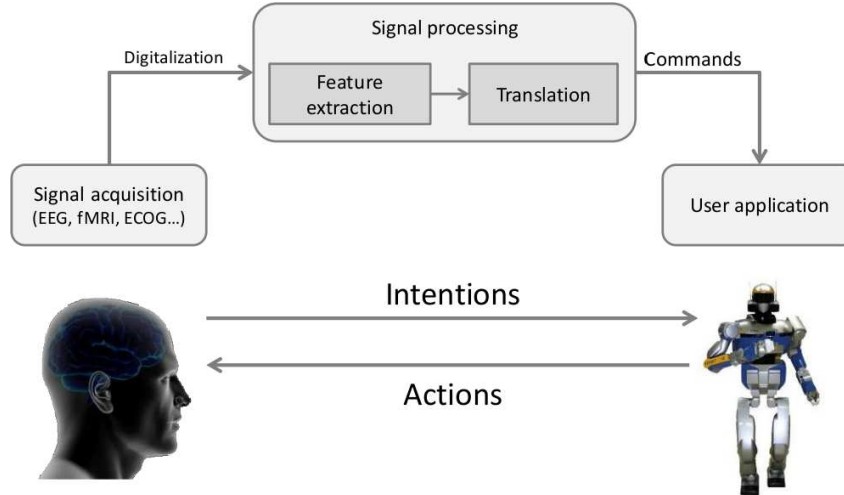 Signal processing
Digitalization
Commands
Feature
extraction
Translation
Signal acquisition
(EEG, fMRI, ECOG...)
User application
Intentions
Actions